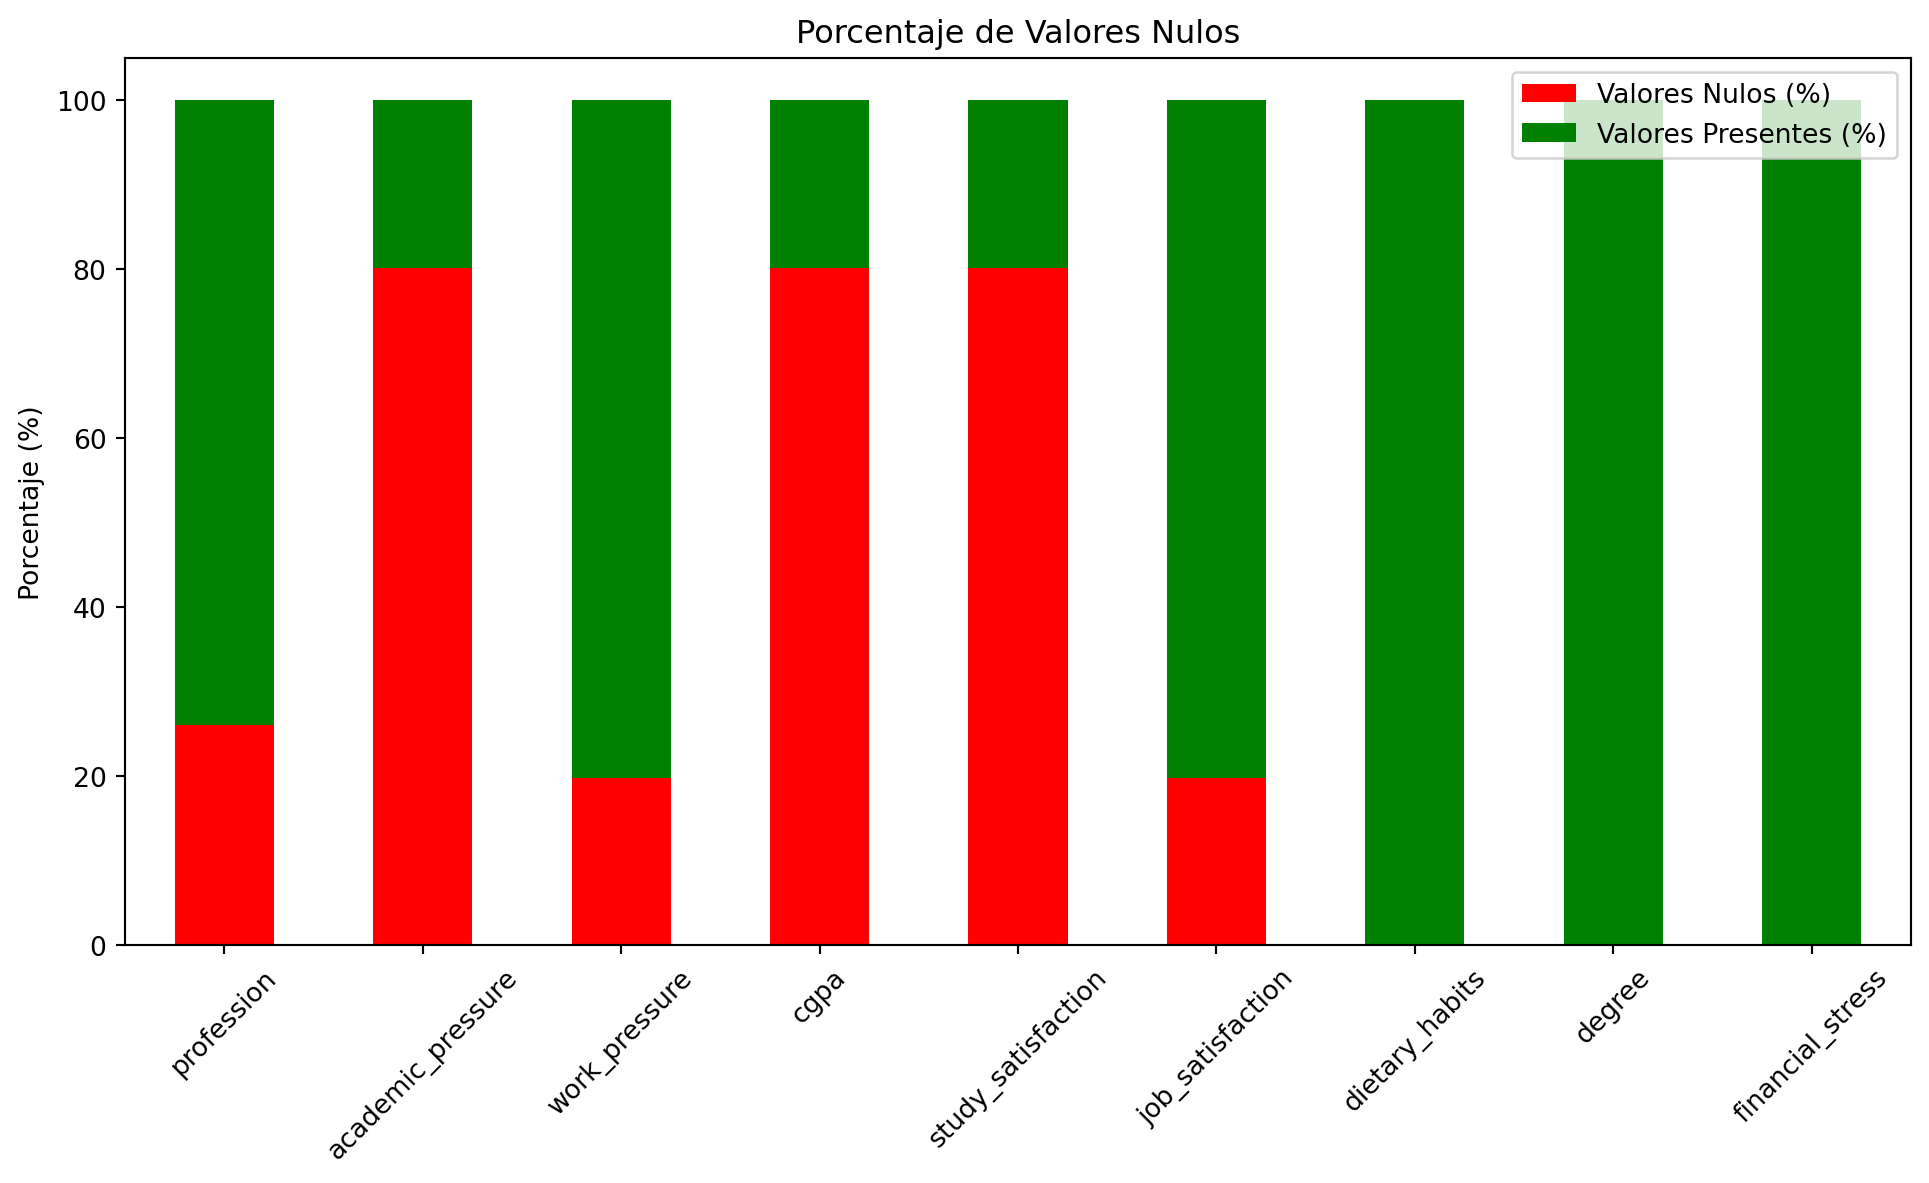 Porcentaje de Valores Nulos
Valores Nulos (%)
Valores Presentes (%)
Porcentaje (%)
100
80
60
40
20
0
profession
academic_pressure
work_pressure
cgpa
study_satisfaction
job_satisfaction
dietary_habits
degree
financial_stress